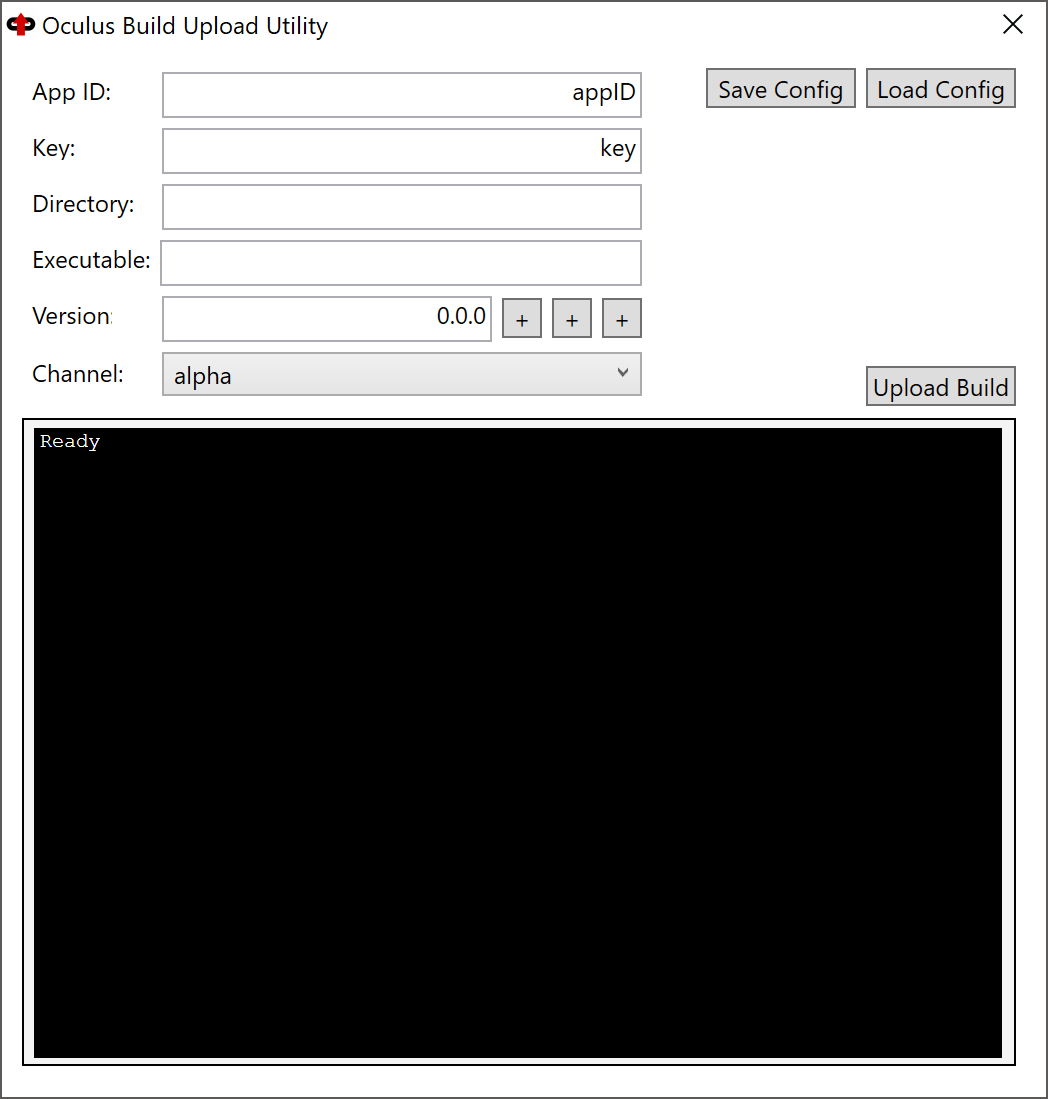 Oculus Build Upload Utility
App ID: appID Save Config Load Config
Key: key
Directory:
Executable:
Version: 0.0.0 + + +
Channel: alpha
Upload Build
Ready